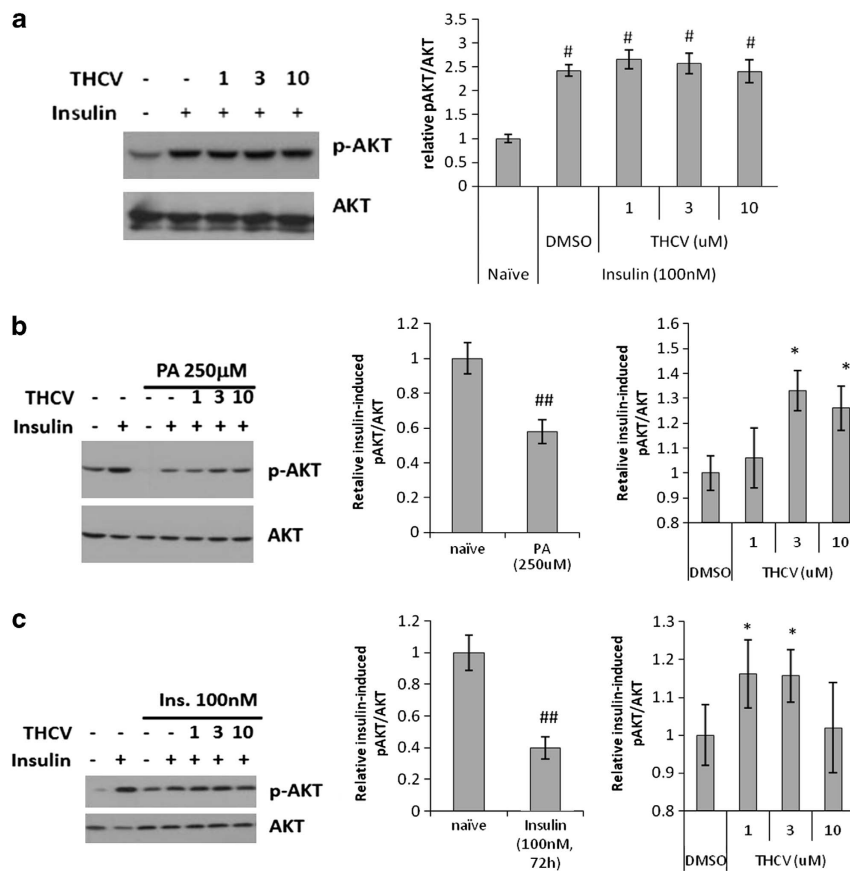 a
THCV - - 1 3 10
Insulin - + + + +
p-AKT
AKT
relative pAKT/AKT
3.5
3
2.5
2
1.5
1
0.5
0
# # # #
1 3 10
DMSO THCV (uM)
Naïve Insulin (100nM)
b
PA 250µM
THCV - - - - 1 3 10
Insulin - + - + + + +
p-AKT
AKT
Retalive insulin-induced
pAKT/AKT
1.2
1
0.8
0.6
0.4
0.2
0
##
naïve PA
(250uM)
Relative insulin-induced
pAKT/AKT
1.6
1.5
1.4
1.3
1.2
1.1
1
0.9
0.8
* *
1 3 10
DMSO THCV (uM)
c
Ins. 100nM
THCV - - - - 1 3 10
Insulin - + - + + + +
p-AKT
AKT
Relative insulin-induced
pAKT/AKT
1.2
1
0.8
0.6
0.4
0.2
0
##
naïve Insulin
(100nM,
72h)
Relative insulin-induced
pAKT/AKT
1.3
1.2
1.1
1
0.9
0.8
* *
1 3 10
DMSO THCV (uM)